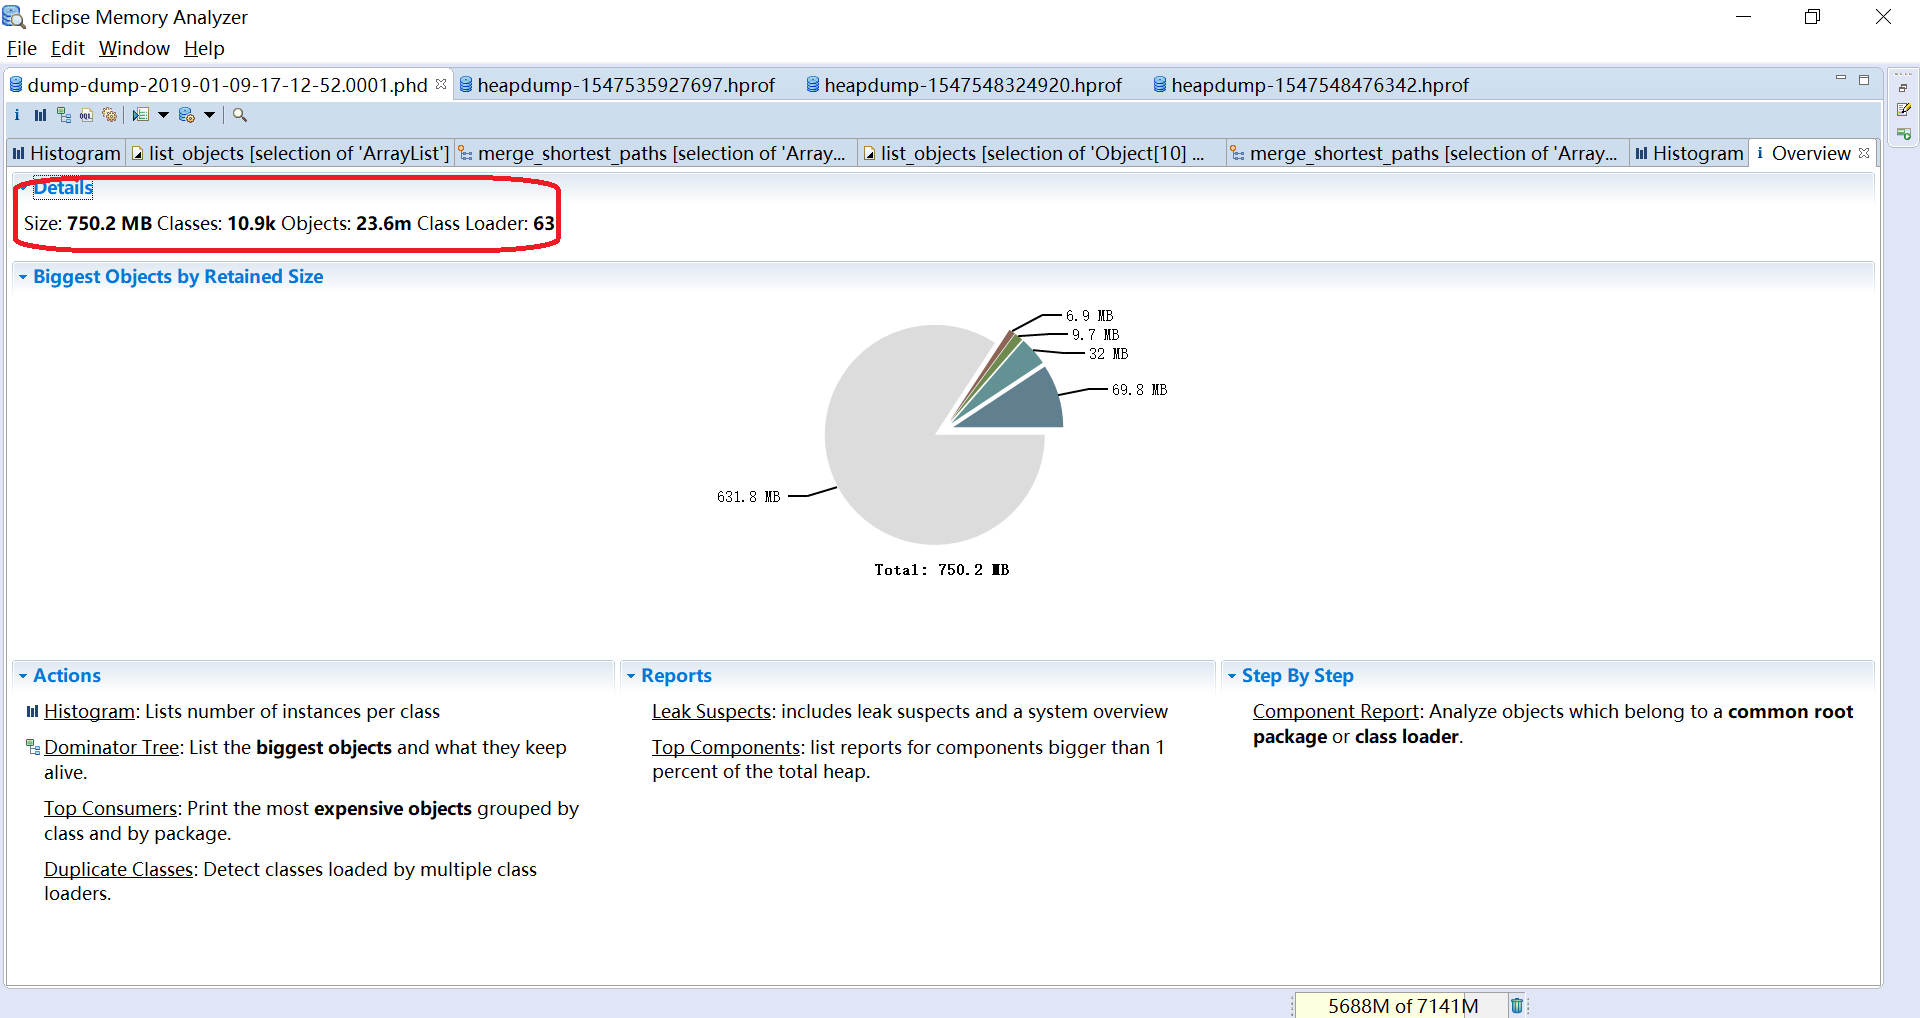 Eclipse Memory Analyzer
File Edit Window Help
dump-dump-2019-01-09-17-12-52.0001.phd heapdump-1547535927697.hprof heapdump-1547548324920.hprof heapdump-1547548476342.hprof
i OQL
Histogram list_objects [selection of 'ArrayList'] merge_shortest_paths [selection of 'Array... list_objects [selection of 'Object[10] ... merge_shortest_paths [selection of 'Array... Histogram i Overview
Details
Size: 750.2 MB Classes: 10.9k Objects: 23.6m Class Loader: 63
Biggest Objects by Retained Size
6.9 MB
9.7 MB
32 MB
69.8 MB
631.8 MB
Total: 750.2 MB
Actions
Histogram: Lists number of instances per class
Dominator Tree: List the biggest objects and what they keep
alive.
Top Consumers: Print the most expensive objects grouped by
class and by package.
Duplicate Classes: Detect classes loaded by multiple class
loaders.
Reports
Leak Suspects: includes leak suspects and a system overview
Top Components: list reports for components bigger than 1
percent of the total heap.
Step By Step
Component Report: Analyze objects which belong to a common root
package or class loader.
5688M of 7141M